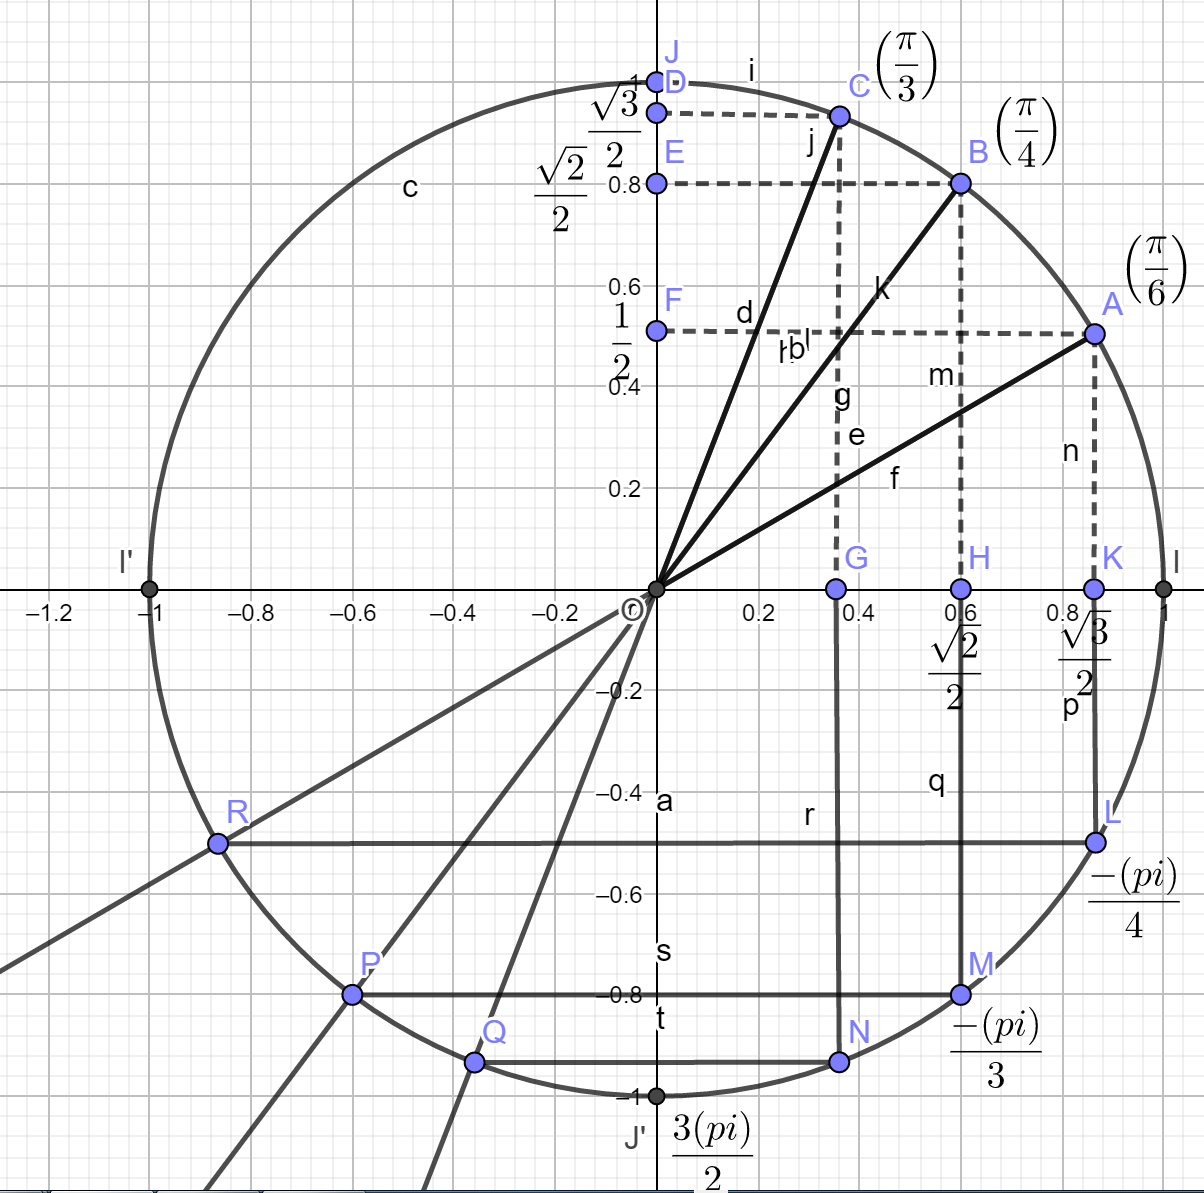 J
i
D
1
C
(π/3)
√3/2
j
B
(π/4)
E
√2/2
0.8
c
A
(π/6)
0.6
F
k
d
1/2
b
l
m
0.4
g
e
n
f
0.2
I'
G
H
K
I
O
−1.2
−1
−0.8
−0.6
−0.4
−0.2
0.2
0.4
0.6
0.8
1
√2/2
√3/2
−0.2
p
q
−0.4
a
r
R
L
−(pi)/4
−0.6
s
P
M
−0.8
t
−(pi)/3
Q
N
−1
J'
3(pi)/2